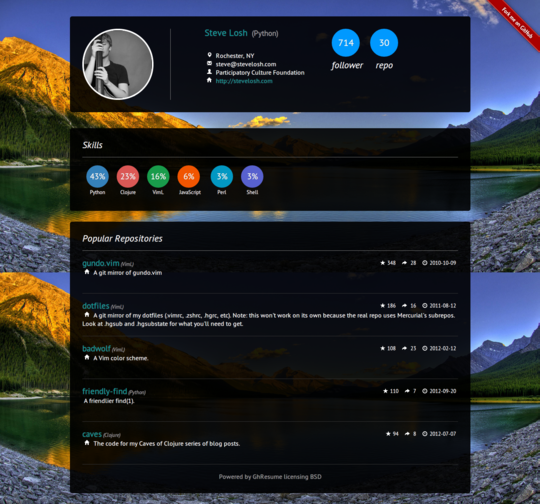 Fork me on GitHub
Steve Losh (Python)
Rochester, NY
steve@stevelosh.com
Participatory Culture Foundation
http://stevelosh.com
714
follower
30
repo
Skills
43% 23% 16% 6% 3% 3%
Python Clojure VimL JavaScript Perl Shell
Popular Repositories
gundo.vim (VimL) 348 28 2010-10-09
A git mirror of gundo.vim
dotfiles (VimL) 186 16 2011-08-12
A git mirror of my dotfiles (.vimrc, .zshrc, .hgrc, etc). Note: this won't work on its own because the real repo uses Mercurial's subrepos.
Look at .hgsub and .hgsubstate for what you'll need to get.
badwolf (VimL) 108 23 2012-02-12
A Vim color scheme.
friendly-find (Python) 110 7 2012-09-20
A friendlier find(1).
caves (Clojure) 94 8 2012-07-07
The code for my Caves of Clojure series of blog posts.
Powered by GhResume licensing BSD